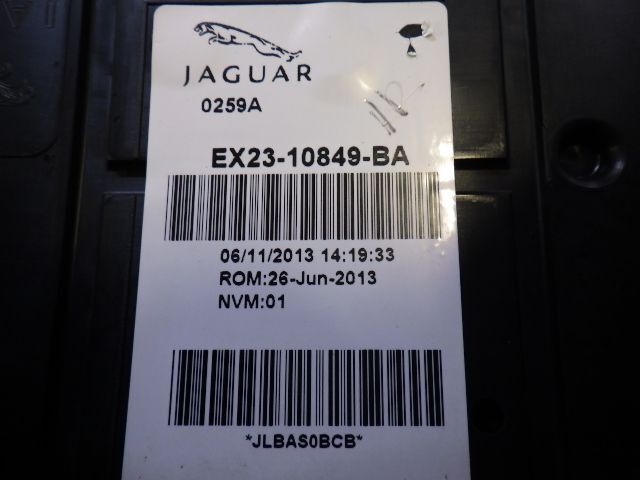 JAGUAR
0259A
EX23-10849-BA
06/11/2013 14:19:33
ROM:26-Jun-2013
NVM:01
*JLBAS0BCB*